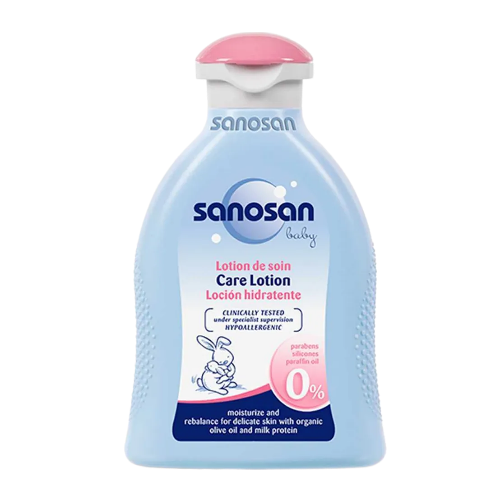 sanosan
sanosan
baby
Lotion de soin
Care Lotion
Loción hidratente
CLINICALLY TESTED
under specialist supervision
HYPOALLERGENIC
parabens
silicones
paraffin oil
0%
moisturize and
rebalance for delicate skin with organic
olive oil and milk protein